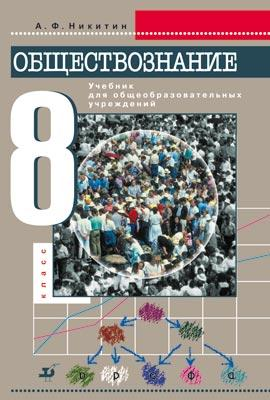 А. Ф. Никитин
ОБЩЕСТВОЗНАНИЕ
Учебник
для общеобразовательных
учреждений
8
класс